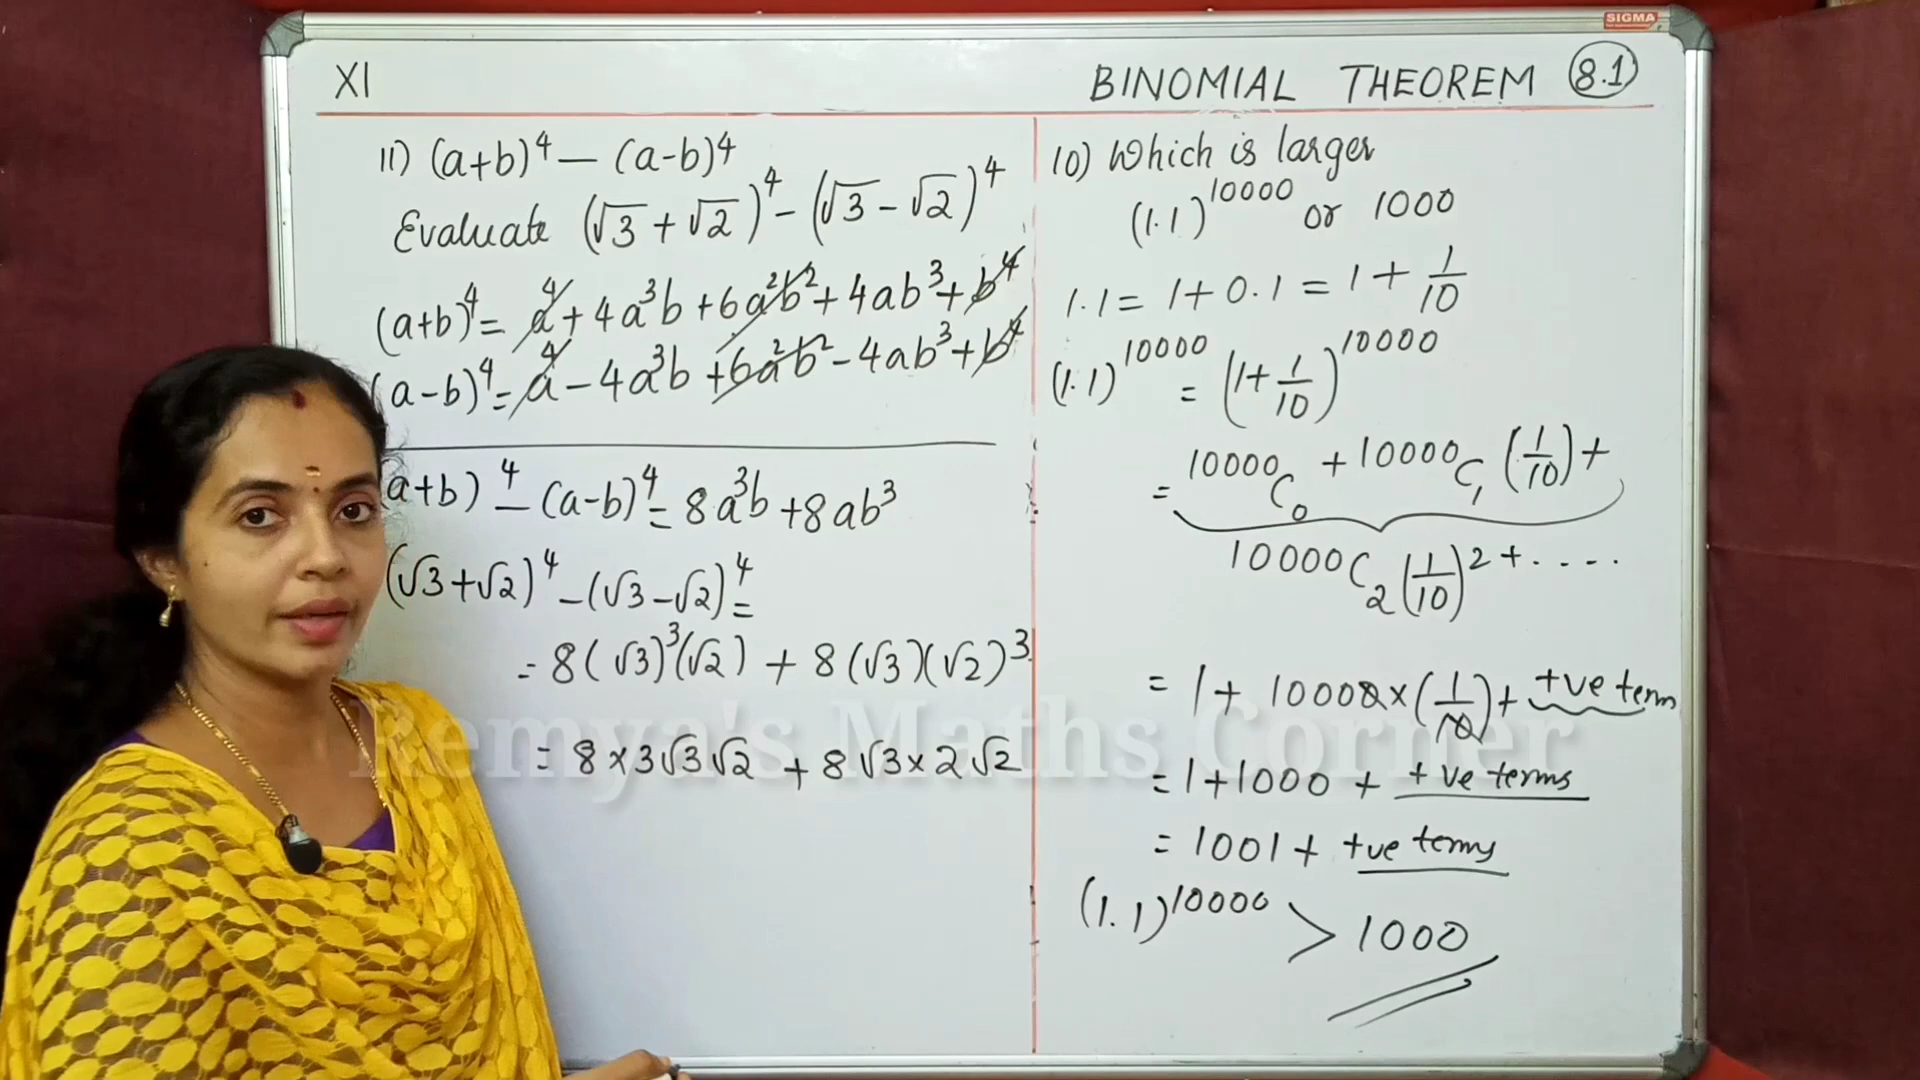 SIGMA
XI
BINOMIAL THEOREM 8.1
11) (a+b)⁴ — (a-b)⁴
Evaluate (√3 + √2)⁴ - (√3 - √2)⁴
(a+b)⁴ = a⁴ + 4a³b + 6a²b² + 4ab³ + b⁴
(a-b)⁴ = a⁴ - 4a³b + 6a²b² - 4ab³ + b⁴
(a+b)⁴ - (a-b)⁴ = 8a³b + 8ab³
(√3+√2)⁴ - (√3-√2)⁴ =
= 8(√3)³(√2) + 8(√3)(√2)³
= 8 × 3√3√2 + 8√3 × 2√2
10) Which is larger
(1.1)¹⁰⁰⁰⁰ or 1000
1.1 = 1 + 0.1 = 1 + 1/10
(1.1)¹⁰⁰⁰⁰ = (1 + 1/10)¹⁰⁰⁰⁰
= ¹⁰⁰⁰⁰C₀ + ¹⁰⁰⁰⁰C₁ (1/10) +
¹⁰⁰⁰⁰C₂ (1/10)² + ....
= 1 + 10000 × (1/10) + +ve term
= 1 + 1000 + +ve terms
= 1001 + +ve terms
(1.1)¹⁰⁰⁰⁰ > 1000
Remya's Maths Corner